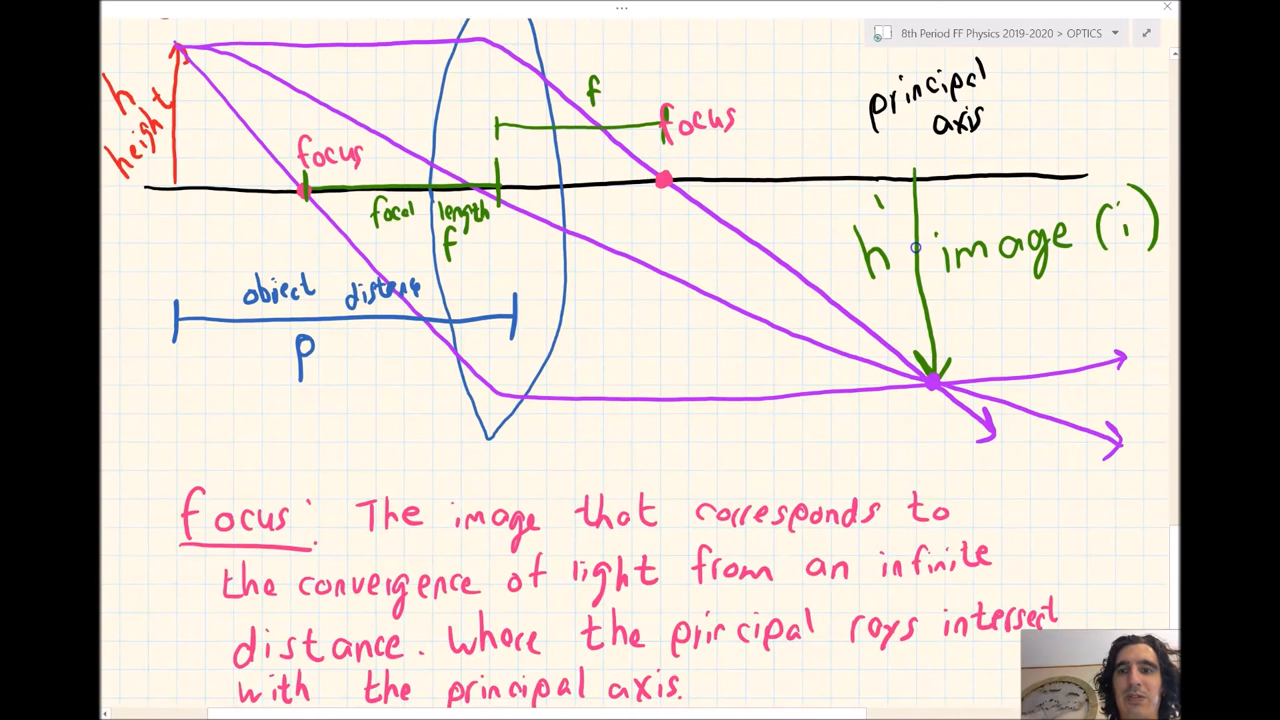 8th Period FF Physics 2019-2020 > OPTICS
principal
axis
h
height
f
focus
focus
focal length
f
h
i
image (i)
object distance
p
focus: The image that corresponds to
the convergence of light from an infinite
distance. Where the principal rays intersect
with the principal axis.